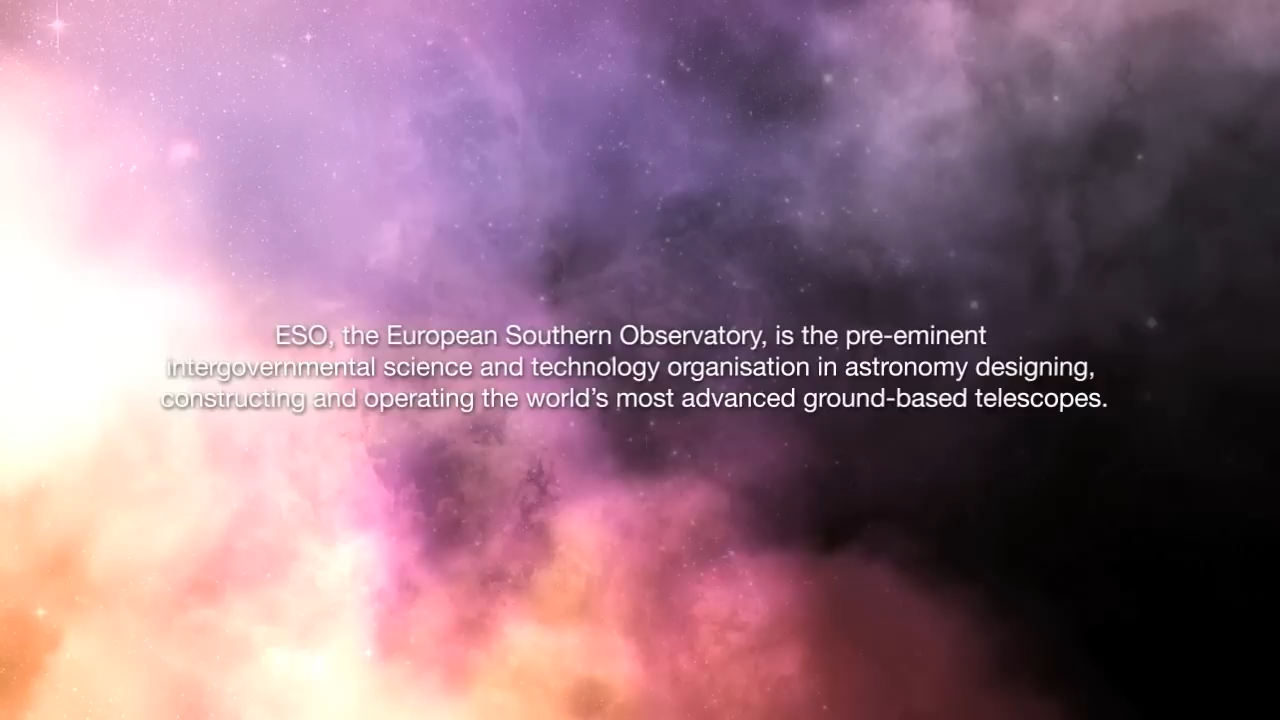 ESO, the European Southern Observatory, is the pre-eminent
intergovernmental science and technology organisation in astronomy designing,
constructing and operating the world’s most advanced ground-based telescopes.